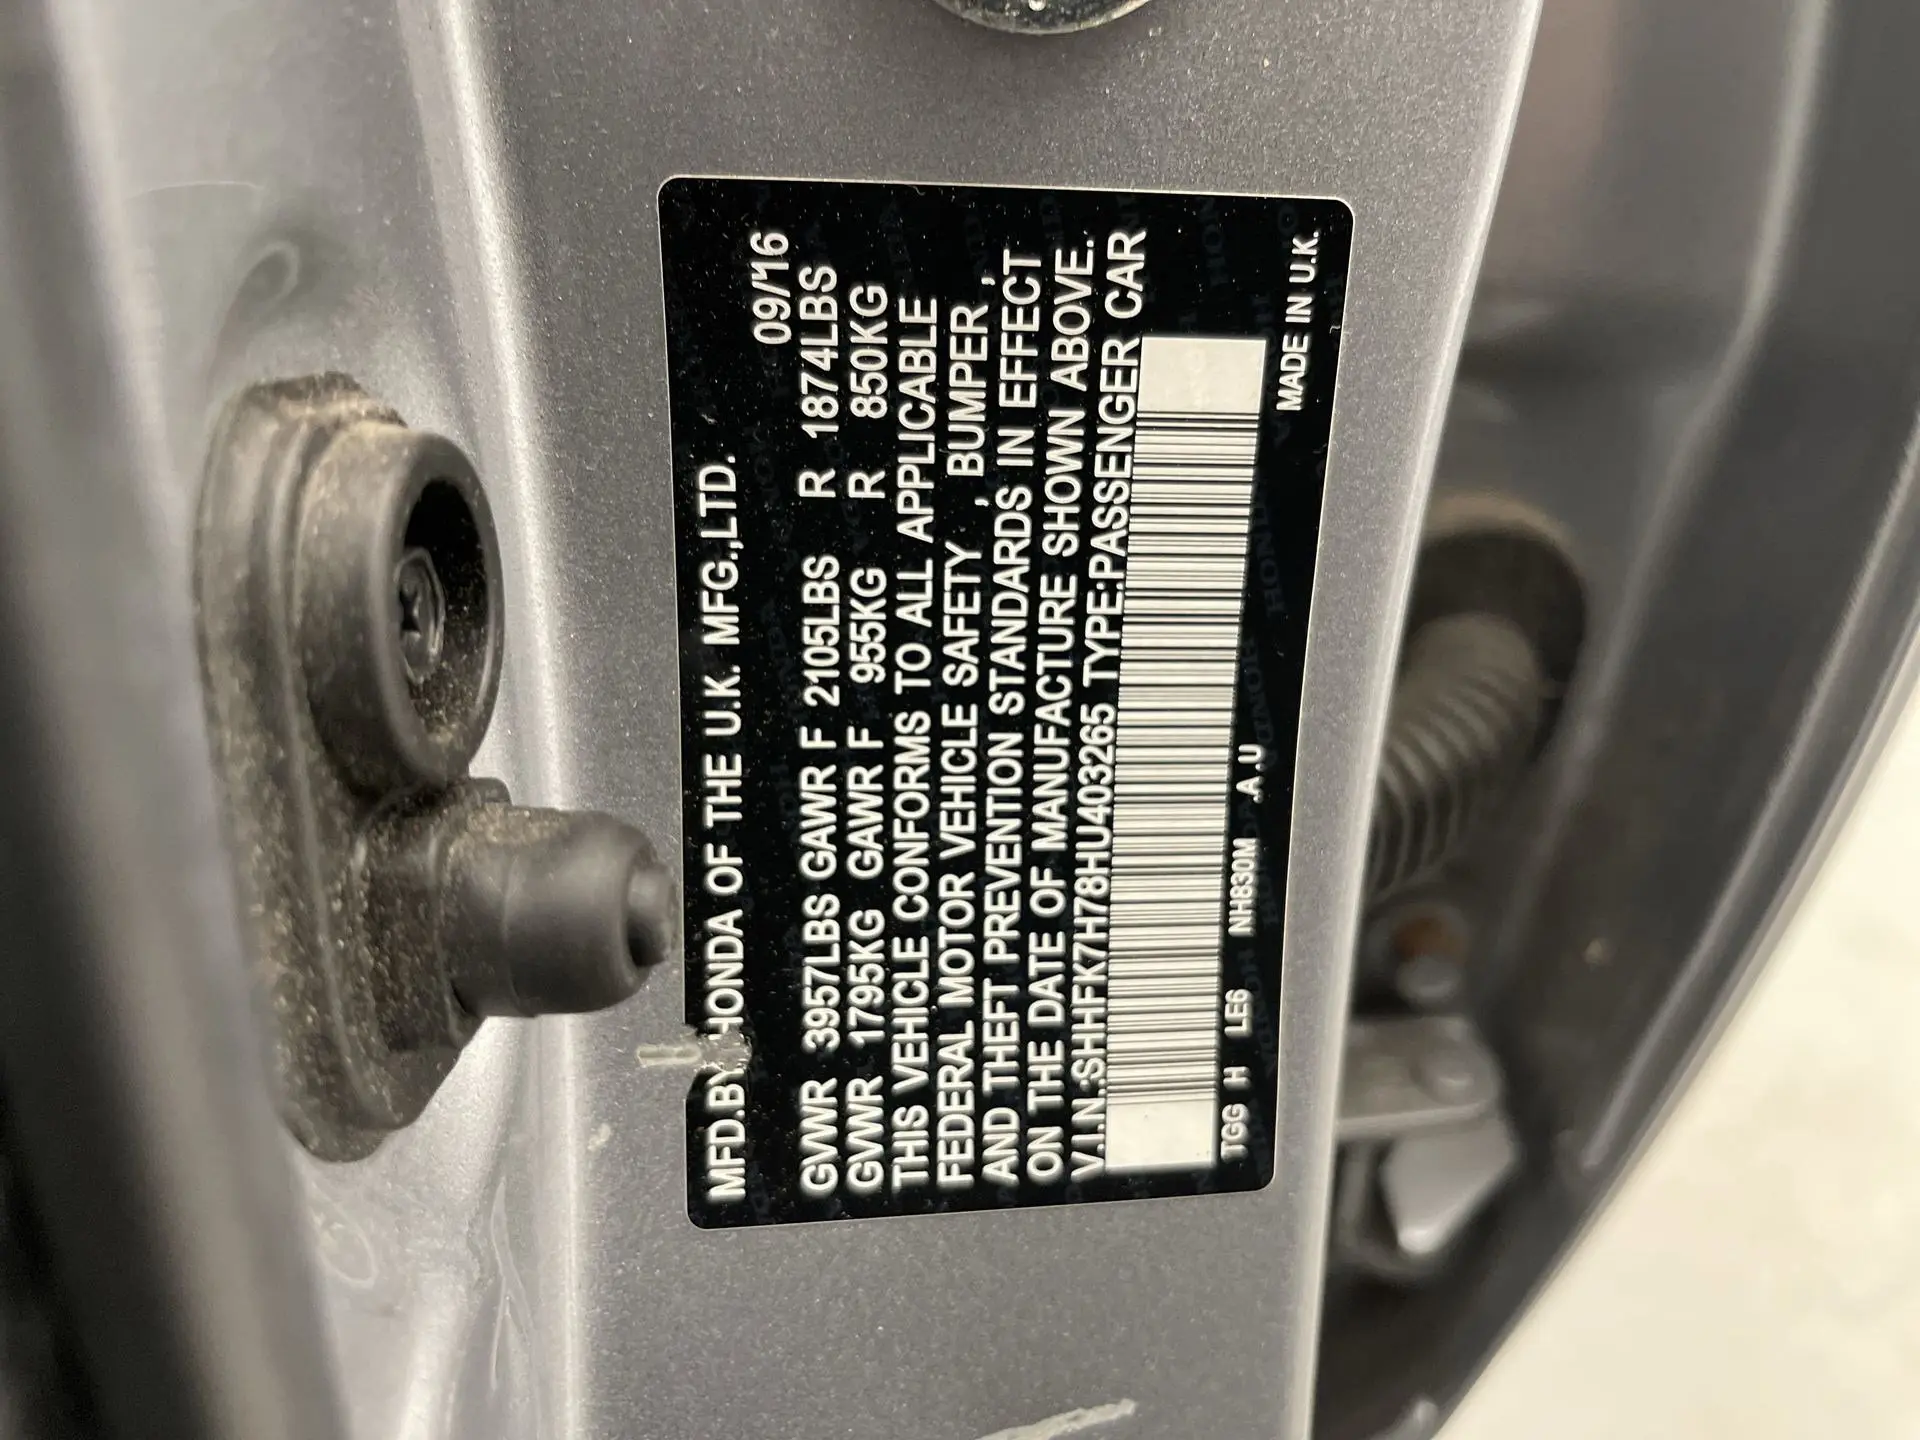 MFD.BY HONDA OF THE U.K. MFG.,LTD.
09/16
GVWR 3957LBS GAWR F 2105LBS R 1874LBS
GVWR 1795KG GAWR F 955KG R 850KG
THIS VEHICLE CONFORMS TO ALL APPLICABLE
FEDERAL MOTOR VEHICLE SAFETY , BUMPER ,
AND THEFT PREVENTION STANDARDS IN EFFECT
ON THE DATE OF MANUFACTURE SHOWN ABOVE.
V.I.N.:SHHFK7H78HU403265 TYPE:PASSENGER CAR
TGG H LE6 NH830M .A.U
MADE IN U.K.